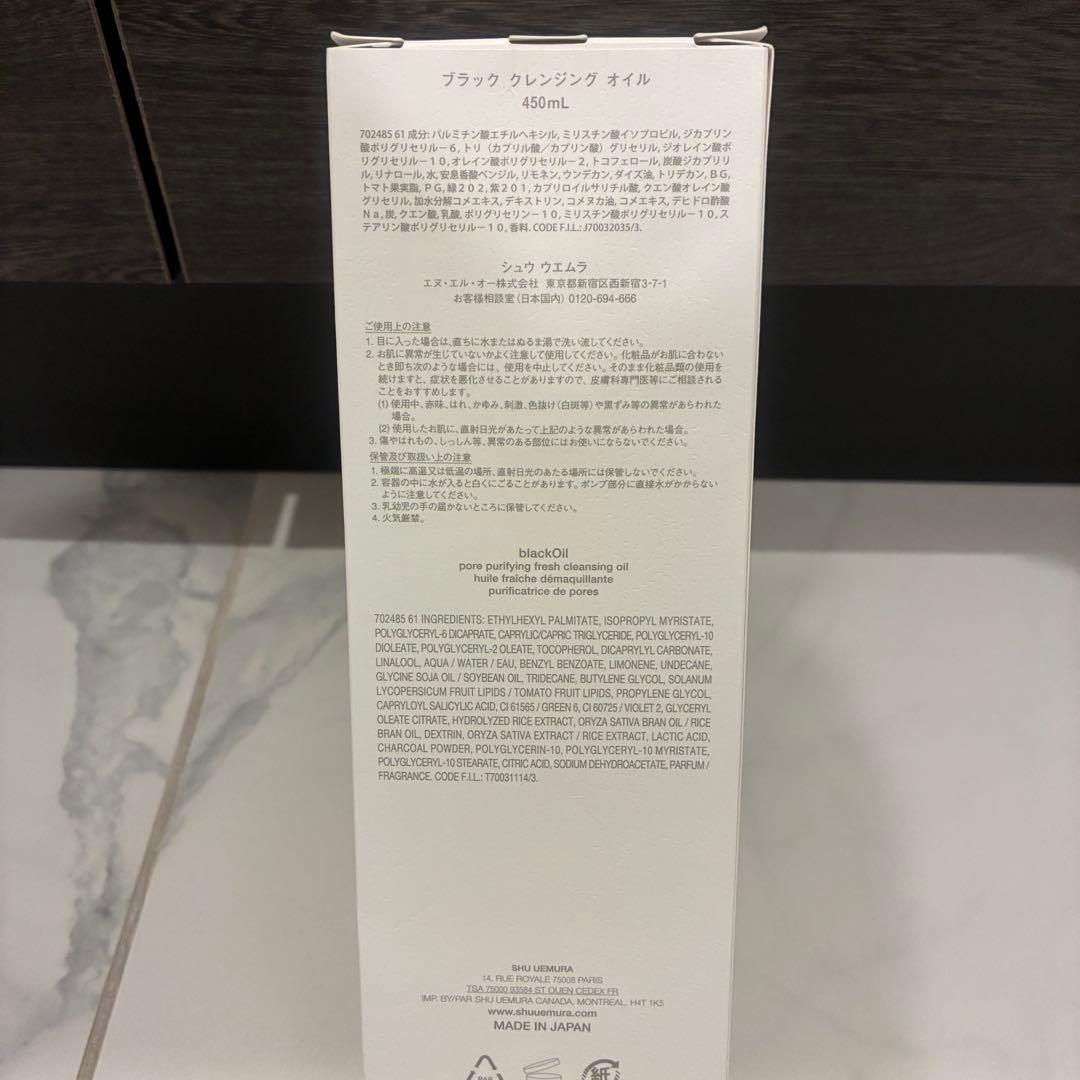 ブラック クレンジング オイル
450mL
702485 61 成分: パルミチン酸エチルヘキシル, ミリスチン酸イソプロピル, ジカプリン
酸ポリグリセリル－6, トリ（カプリル酸／カプリン酸）グリセリル, ジオレイン酸ポ
リグリセリル－10, オレイン酸ポリグリセリル－2, トコフェロール, 炭酸ジカプリリ
ル, リナロール, 水, 安息香酸ベンジル, リモネン, ウンデカン, ダイズ油, トリデカン, BG,
トマト果実脂, PG, 緑202, 紫201, カプリロイルサリチル酸, クエン酸オレイン酸
グリセリル, 加水分解コメエキス, デキストリン, コメヌカ油, コメエキス, デヒドロ酢酸
Na, 炭, クエン酸, 乳酸, ポリグリセリン－10, ミリスチン酸ポリグリセリル－10, ス
テアリン酸ポリグリセリル－10, 香料. CODE F.I.L.: J70032035/3.
シュウ ウエムラ
エヌ・エル・オー株式会社 東京都新宿区西新宿3-7-1
お客様相談室（日本国内）0120-694-666
ご使用上の注意
1. 目に入った場合は、直ちに水またはぬるま湯で洗い流してください。
2. お肌に異常が生じていないかよく注意して使用してください。化粧品がお肌に合わない
とき即ち次のような場合には、使用を中止してください。そのまま化粧品類の使用を
続けますと、症状を悪化させることがありますので、皮膚科専門医等にご相談される
ことをおすすめします。
(1) 使用中、赤味、はれ、かゆみ、刺激、色抜け（白斑等）や黒ずみ等の異常があらわれた
場合。
(2) 使用したお肌に、直射日光があたって上記のような異常があらわれた場合。
3. 傷やはれもの、しっしん等、異常のある部位にはお使いにならないでください。
保管及び取扱い上の注意
1. 極端に高温又は低温の場所、直射日光のあたる場所には保管しないでください。
2. 容器の中に水が入ると白くにごることがあります。ポンプ部分に直接水がかからない
ように注意してください。
3. 乳幼児の手の届かないところに保管してください。
4. 火気厳禁。
blackOil
pore purifying fresh cleansing oil
huile fraîche démaquillante
purificatrice de pores
702485 61 INGREDIENTS: ETHYLHEXYL PALMITATE, ISOPROPYL MYRISTATE,
POLYGLYCERYL-6 DICAPRATE, CAPRYLIC/CAPRIC TRIGLYCERIDE, POLYGLYCERYL-10
DIOLEATE, POLYGLYCERYL-2 OLEATE, TOCOPHEROL, DICAPRYLYL CARBONATE,
LINALOOL, AQUA / WATER / EAU, BENZYL BENZOATE, LIMONENE, UNDECANE,
GLYCINE SOJA OIL / SOYBEAN OIL, TRIDECANE, BUTYLENE GLYCOL, SOLANUM
LYCOPERSICUM FRUIT LIPIDS / TOMATO FRUIT LIPIDS, PROPYLENE GLYCOL,
CAPRYLOYL SALICYLIC ACID, CI 61565 / GREEN 6, CI 60725 / VIOLET 2, GLYCERYL
OLEATE CITRATE, HYDROLYZED RICE EXTRACT, ORYZA SATIVA BRAN OIL / RICE
BRAN OIL, DEXTRIN, ORYZA SATIVA EXTRACT / RICE EXTRACT, LACTIC ACID,
CHARCOAL POWDER, POLYGLYCERIN-10, POLYGLYCERYL-10 MYRISTATE,
POLYGLYCERYL-10 STEARATE, CITRIC ACID, SODIUM DEHYDROACETATE, PARFUM /
FRAGRANCE. CODE F.I.L.: T70031114/3.
SHU UEMURA
14, RUE ROYALE 75008 PARIS
TSA 75000 93584 ST OUEN CEDEX FR
IMP. BY/PAR SHU UEMURA CANADA, MONTREAL, H4T 1K5
www.shuuemura.com
MADE IN JAPAN
PAP
紙